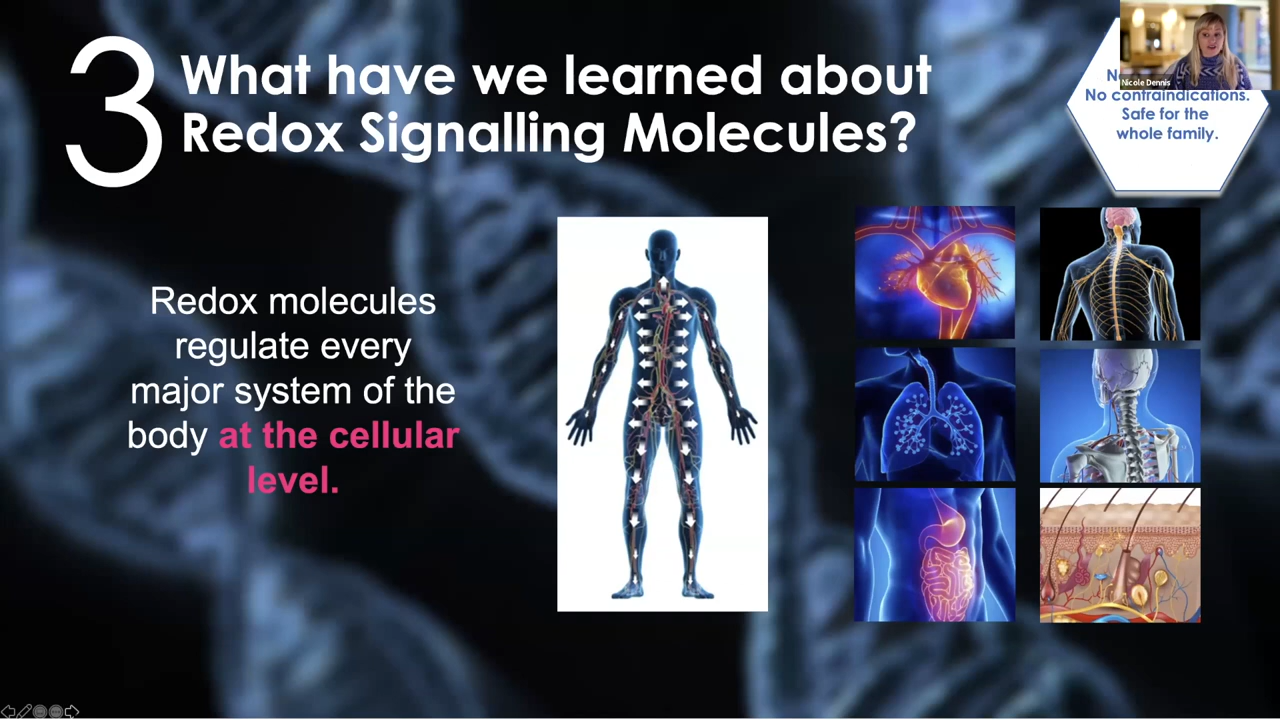 3
What have we learned about
Redox Signalling Molecules?
Nicole Dennis
No contraindications.
Safe for the
whole family.
Redox molecules
regulate every
major system of the
body at the cellular
level.